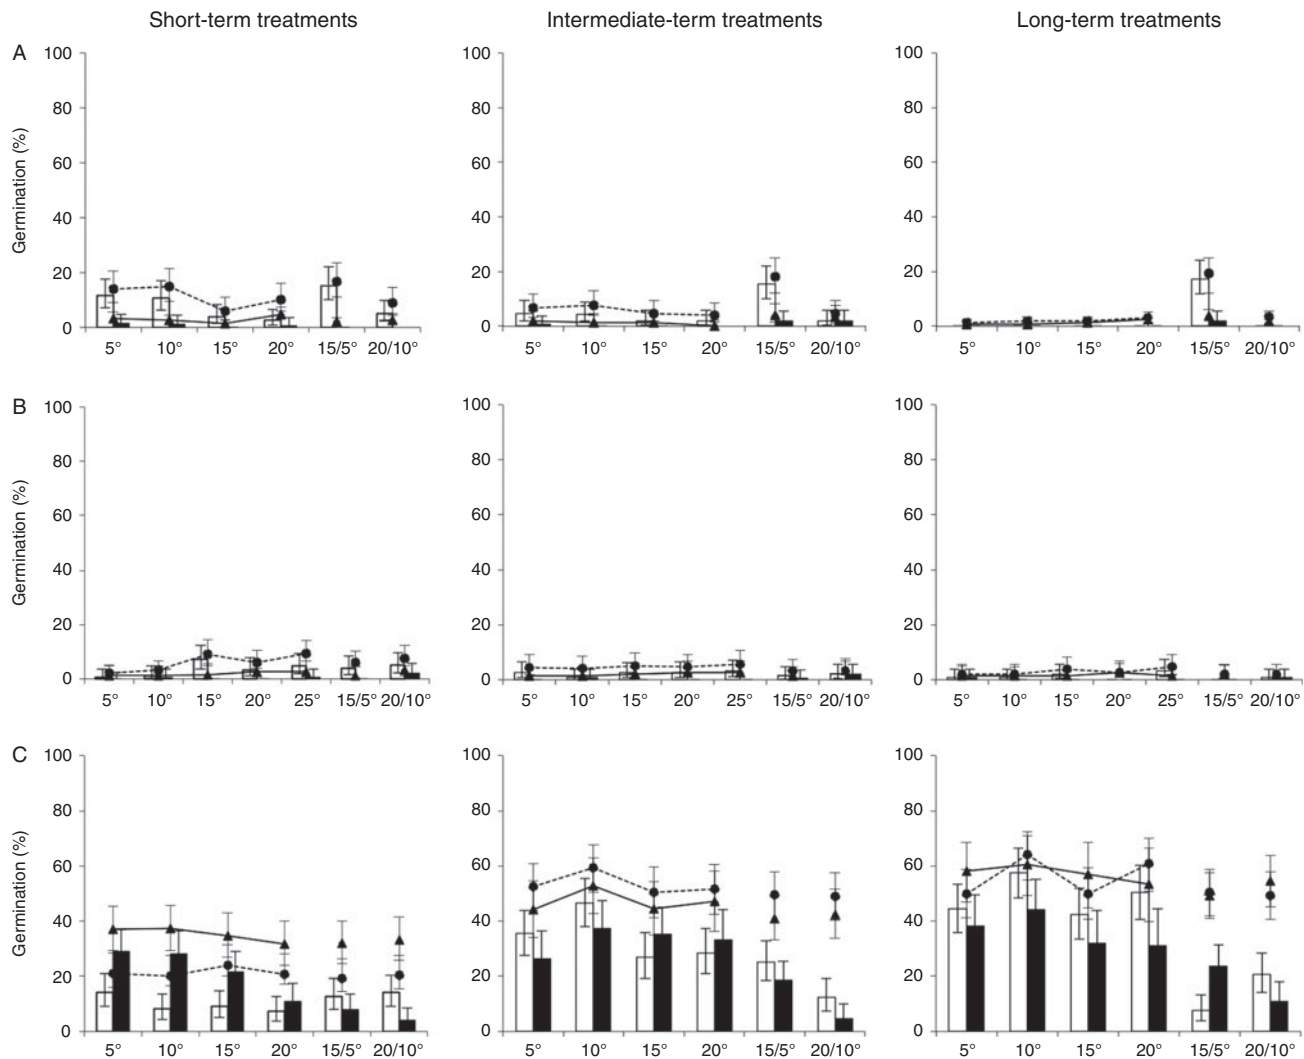 Short-term treatments Intermediate-term treatments Long-term treatments
A
Germination (%)
100 100 100
80 80 80
60 60 60
40 40 40
20 20 20
0 0 0
5° 10° 15° 20° 15/5° 20/10° 5° 10° 15° 20° 15/5° 20/10° 5° 10° 15° 20° 15/5° 20/10°
B
Germination (%)
100 100 100
80 80 80
60 60 60
40 40 40
20 20 20
0 0 0
5° 10° 15° 20° 25° 15/5° 20/10° 5° 10° 15° 20° 25° 15/5° 20/10° 5° 10° 15° 20° 25° 15/5° 20/10°
C
Germination (%)
100 100 100
80 80 80
60 60 60
40 40 40
20 20 20
0 0 0
5° 10° 15° 20° 15/5° 20/10° 5° 10° 15° 20° 15/5° 20/10° 5° 10° 15° 20° 15/5° 20/10°